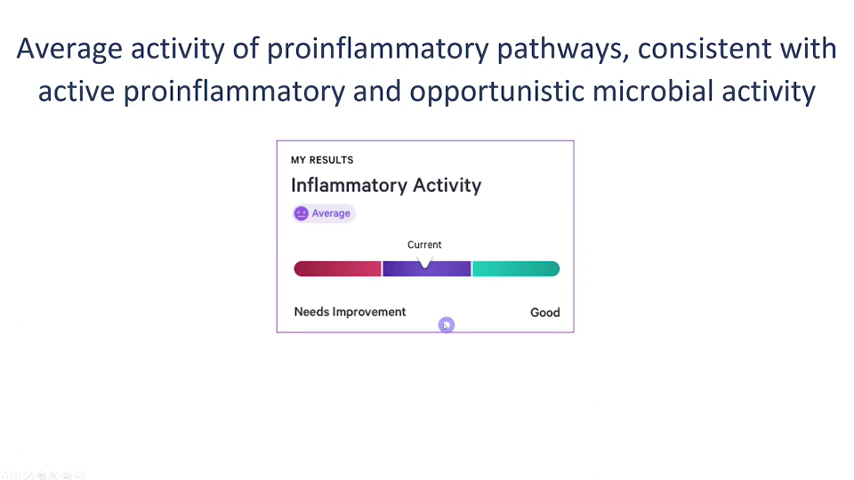 Average activity of proinflammatory pathways, consistent with
active proinflammatory and opportunistic microbial activity
MY RESULTS
Inflammatory Activity
Average
Current
Needs Improvement
Good